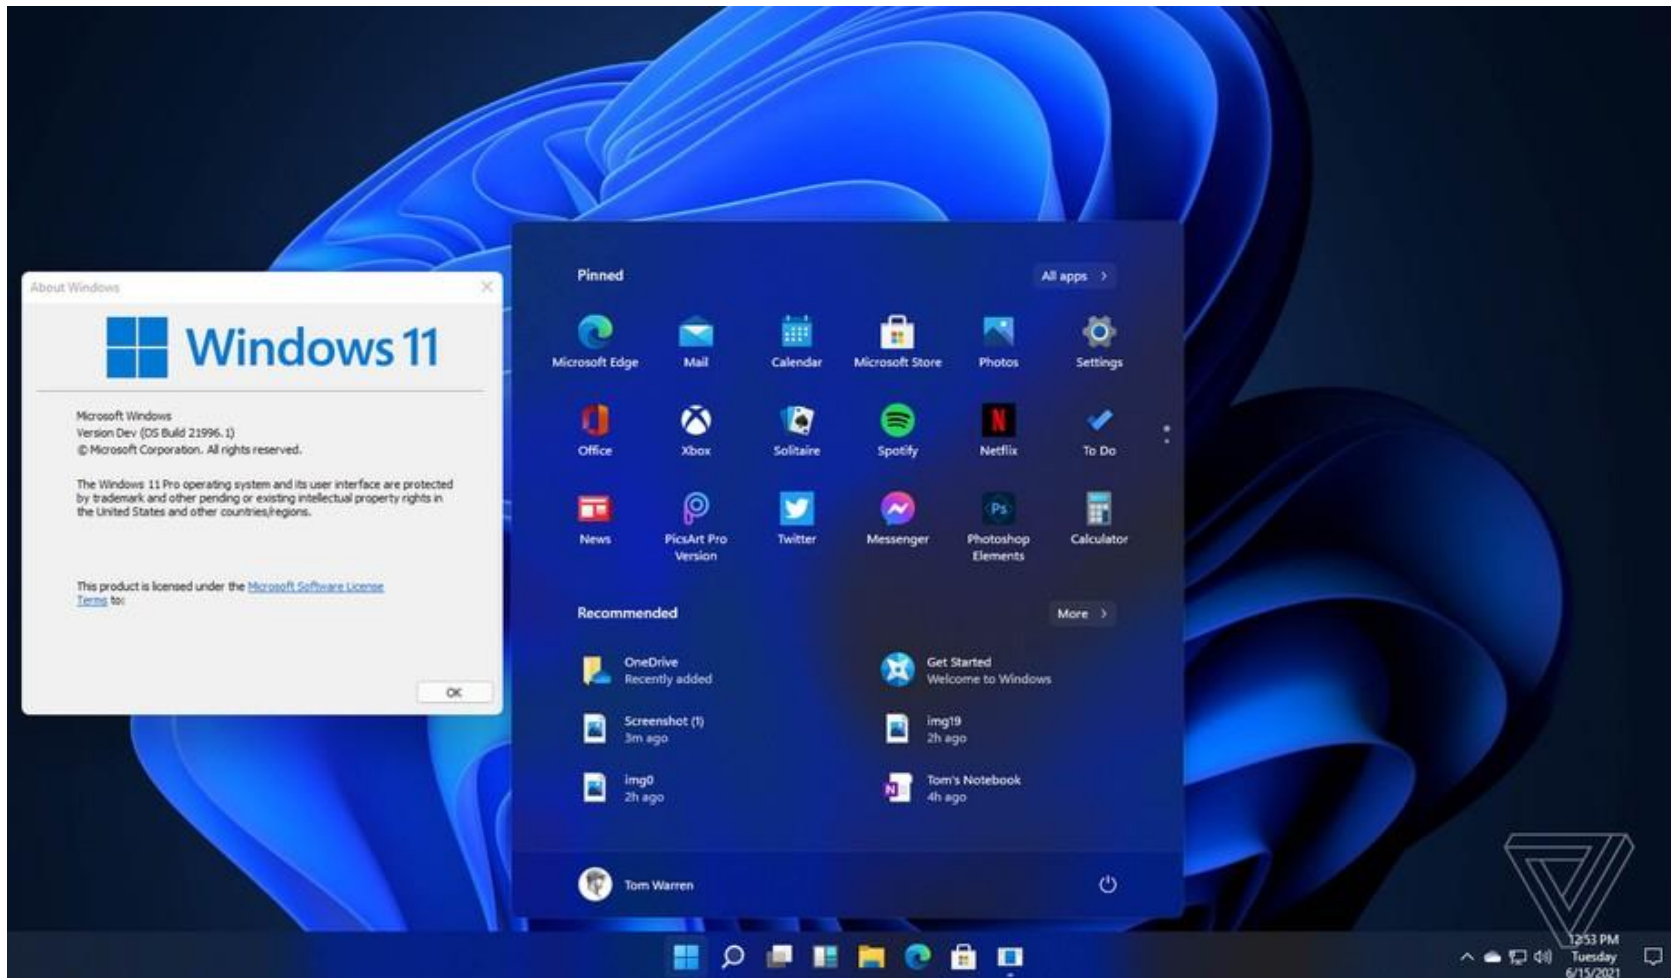 About Windows
Windows 11
Microsoft Windows
Version Dev (OS Build 21996.1)
© Microsoft Corporation. All rights reserved.
The Windows 11 Pro operating system and its user interface are protected
by trademark and other pending or existing intellectual property rights in
the United States and other countries/regions.
This product is licensed under the Microsoft Software License
Terms to:
OK
Pinned
All apps
Microsoft Edge
Mail
Calendar
Microsoft Store
Photos
Settings
Office
Xbox
Solitaire
Spotify
N
Netflix
To Do
News
PicsArt Pro
Version
Twitter
Messenger
Ps
Photoshop
Elements
Calculator
Recommended
More
OneDrive
Recently added
Get Started
Welcome to Windows
Screenshot (1)
3m ago
img19
2h ago
img0
2h ago
N
Tom's Notebook
4h ago
Tom Warren
12:53 PM
Tuesday
6/15/2021